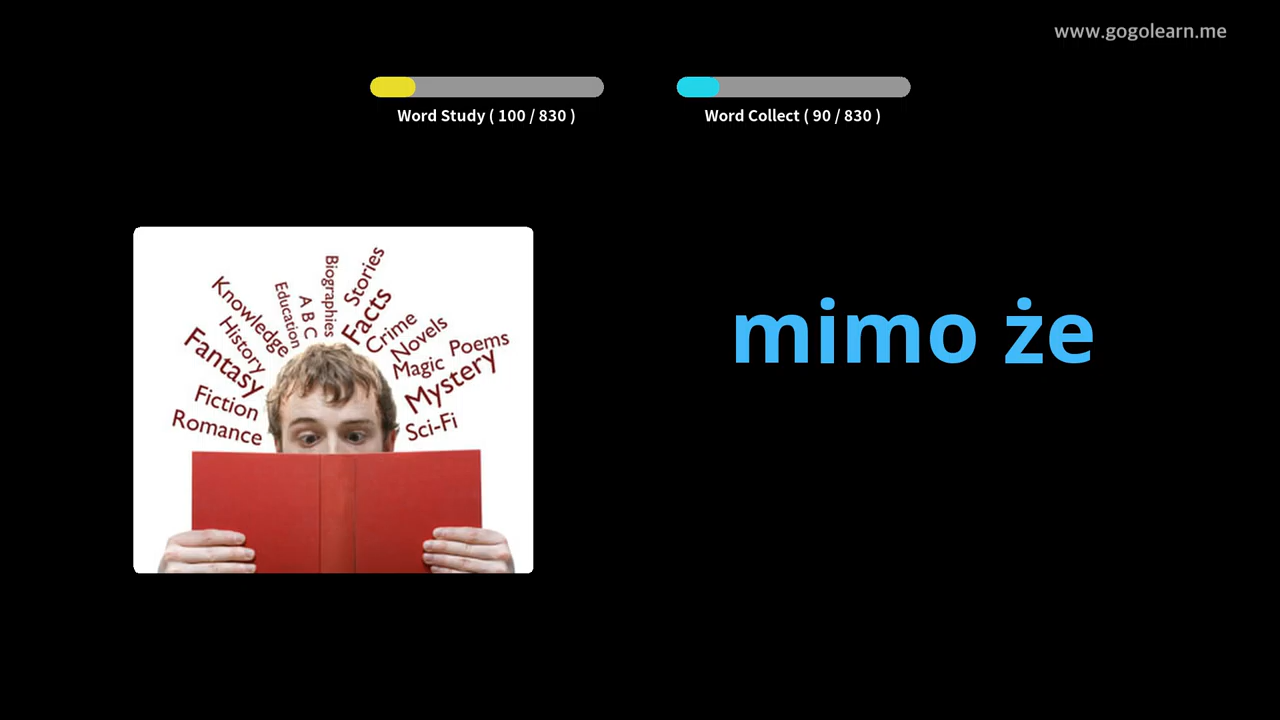 www.gogolearn.me
Word Study ( 100 / 830 )
Word Collect ( 90 / 830 )
Biographies
Stories
Education
A B C
Facts
Knowledge
Crime
History
Novels
Fantasy
Magic
Poems
Mystery
Fiction
Romance
Sci-Fi
mimo że